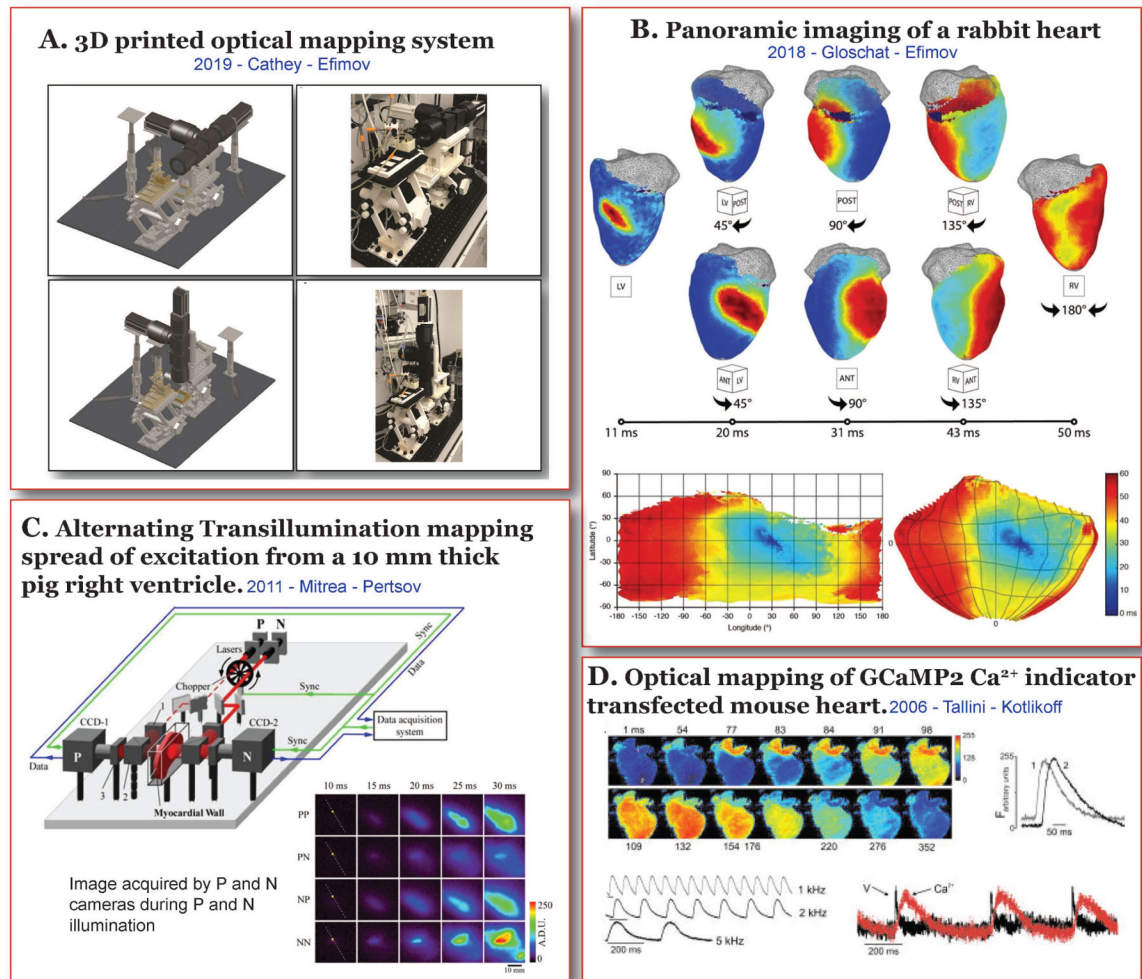 A. 3D printed optical mapping system
2019 - Cathey - Efimov
B. Panoramic imaging of a rabbit heart
2018 - Gloschat - Efimov
LV POST
45°
POST
90°
POST RV
135°
LV
RV
180°
ANT LV
45°
ANT
90°
RV ANT
135°
11 ms 20 ms 31 ms 43 ms 50 ms
90
60
30
0
-30
-60
-90
Latitutde (°)
-180 -150 -120 -90 -60 -30 0 30 60 90 120 150 180
Longitude (°)
0
0
60
50
40
30
20
10
0 ms
C. Alternating Transillumination mapping
spread of excitation from a 10 mm thick
pig right ventricle. 2011 - Mitrea - Pertsov
P N
Lasers
Chopper
Sync
Sync
Data
CCD-1
CCD-2
1
P
N
Sync
Data
Data acquisition
system
3
2
Myocardial Wall
10 ms 15 ms 20 ms 25 ms 30 ms
PP
PN
NP
NN
250
A.D.U.
0
10 mm
Image acquired by P and N
cameras during P and N
illumination
D. Optical mapping of GCaMP2 Ca²⁺ indicator
transfected mouse heart. 2006 - Tallini - Kotlikoff
1 ms 54 77 83 84 91 98
255
128
0
109 132 154 176 220 276 352
255
F arbitrary units
0
1
2
50 ms
1 kHz
2 kHz
5 kHz
200 ms
V
Ca²⁺
200 ms